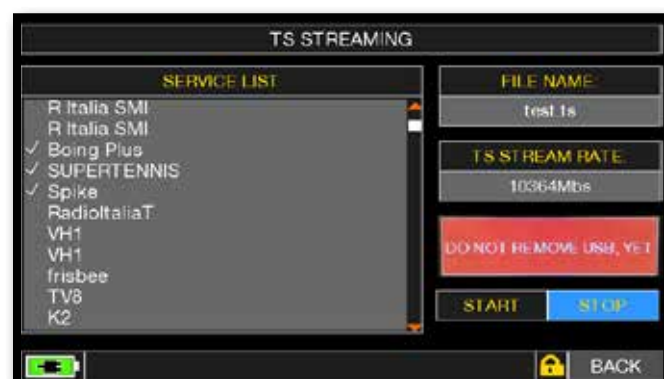 TS STREAMING
SERVICE LIST
R Italia SMI
R Italia SMI
✓ Boing Plus
✓ SUPERTENNIS
✓ Spike
RadioItaliaT
VH1
VH1
frisbee
TV8
K2
FILE NAME
test.ts
TS STREAM RATE
10364Mbs
DO NOT REMOVE USB, YET
START
STOP
BACK